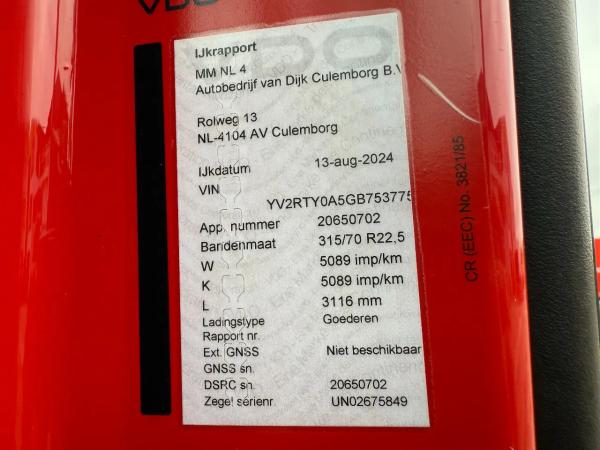 VDO
IJkrapport
MM NL 4
Autobedrijf van Dijk Culemborg B.V
Rolweg 13
NL-4104 AV Culemborg
IJkdatum 13-aug-2024
VIN
YV2RTY0A5GB753775
App. nummer 20650702
Bandenmaat 315/70 R22,5
W 5089 imp/km
K 5089 imp/km
L 3116 mm
Ladingstype Goederen
Rapport nr.
Ext. GNSS Niet beschikbaar
GNSS sn.
DSRC sn. 20650702
Zegel serienr. UN02675849
CR (EEC) No. 3821/85